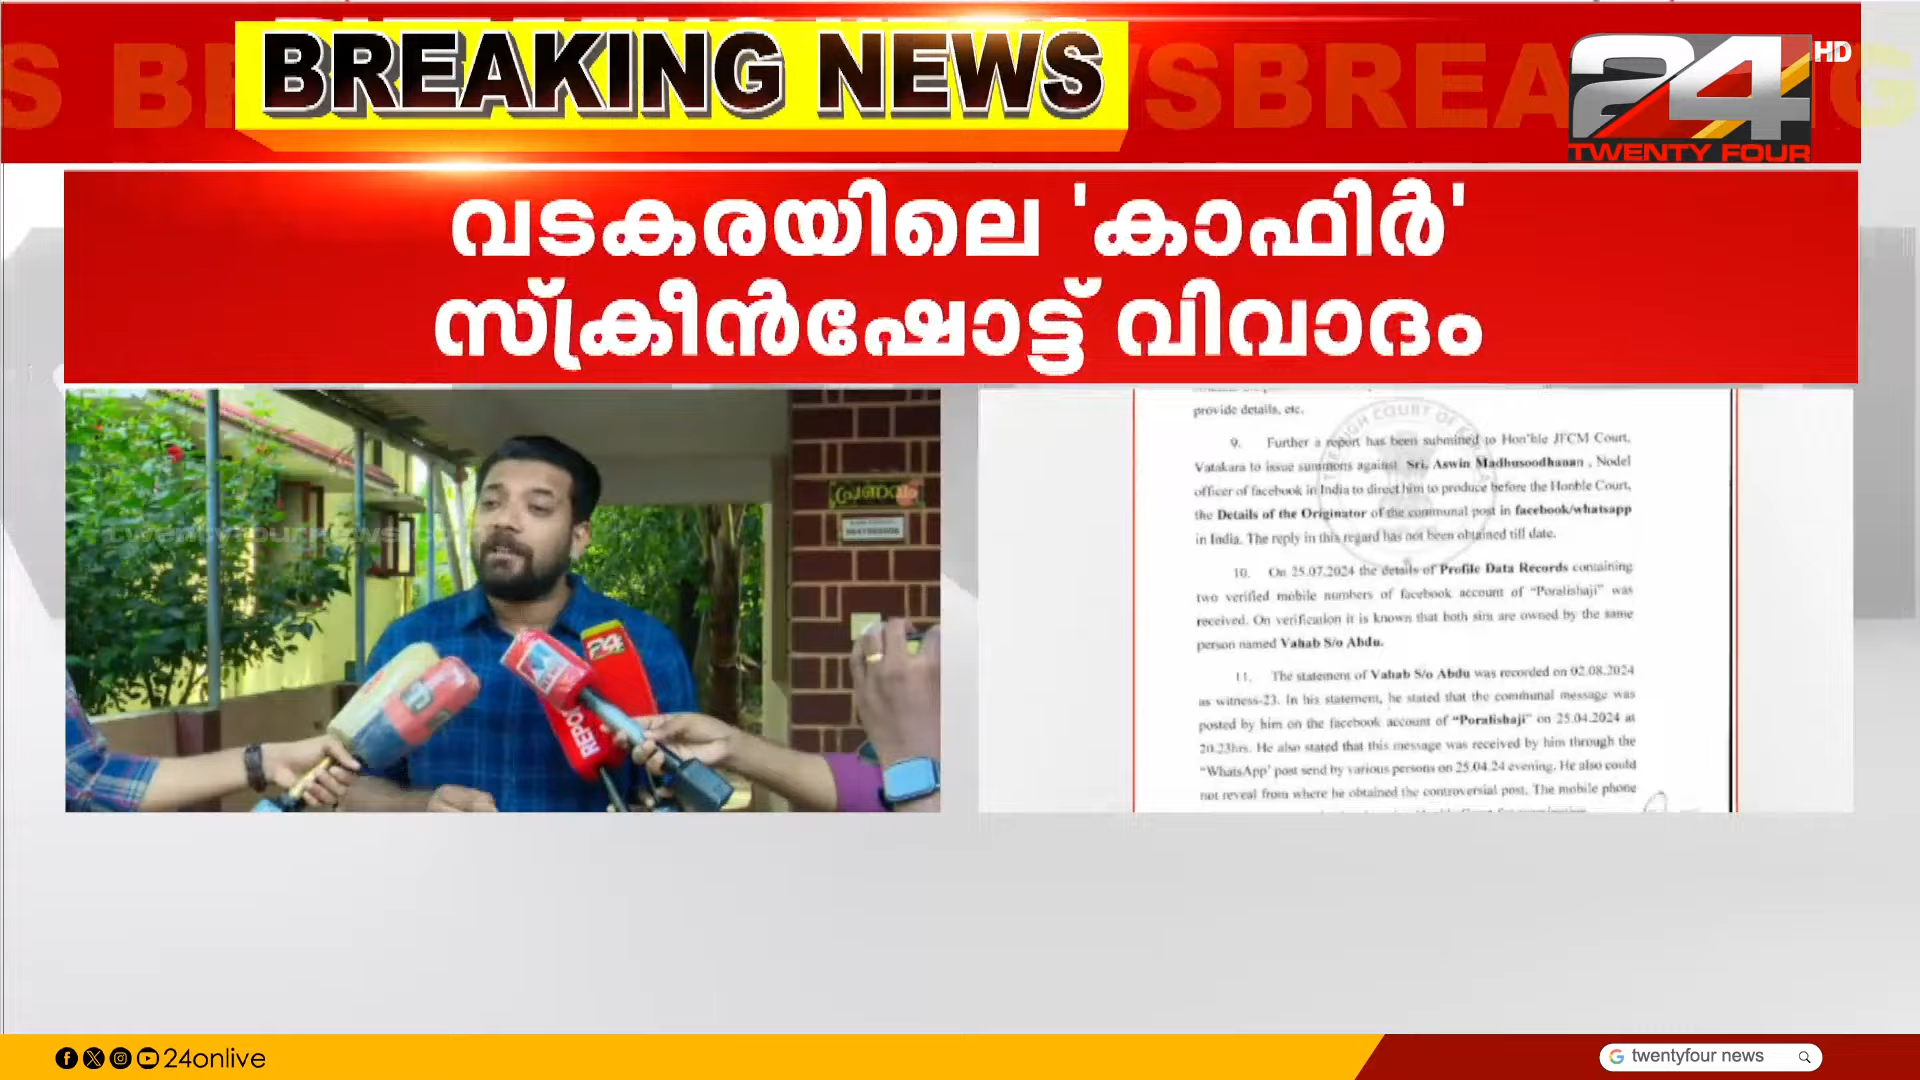 BREAKING NEWS
24 HD
TWENTY FOUR
വടകരയിലെ 'കാഫിർ'
സ്ക്രീൻഷോട്ട് വിവാദം
twentyfournews.com
പ്രണവം
24
REPO
provide details, etc.
9. Further a report has been submined to Hon'ble JFCM Court,
Vatakara to issue summons against Sri. Aswin Madhusoodhanan , Nodel
officer of facebook in India to direct him to produce before the Honble Court,
the Details of the Originator of the communal post in facebook/whatsapp
in India. The reply in this regard has not been obtained till date.
10. On 25.07.2024 the details of Profile Data Records containing
two verified mobile numbers of facebook account of "Poralishaji" was
received. On verification it is known that both sim are owned by the same
person named Vahab S/o Abdu.
11. The statement of Vahab S/o Abdu was recorded on 02.08.2024
as witness-23. In his statement, he stated that the communal message was
posted by him on the facebook account of "Poralishaji" on 25.04.2024 at
20.23hrs. He also stated that this message was received by him through the
"WhatsApp' post send by various persons on 25.04.24 evening. He also could
not reveal from where he obtained the controversial post. The mobile phone
24onlive
twentyfour news